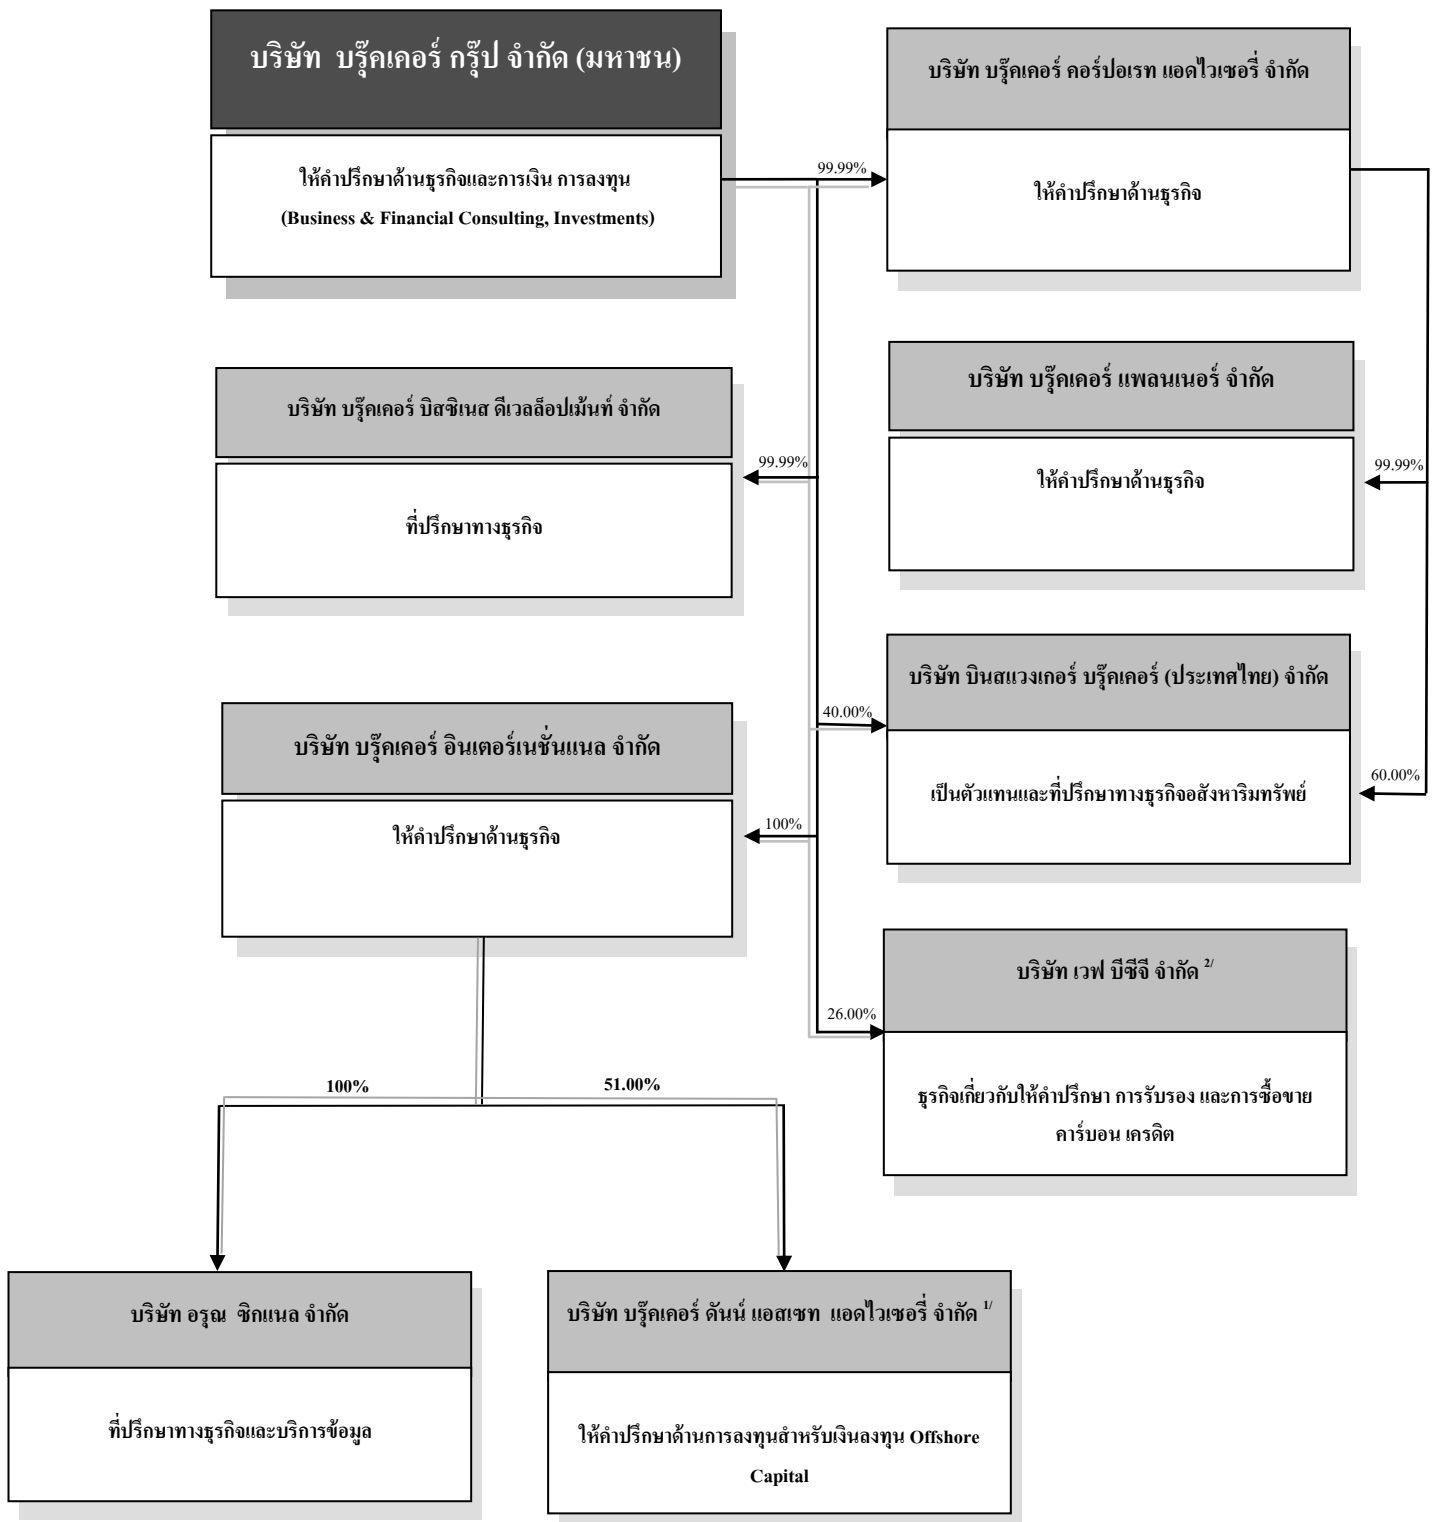 บริษัท บรุ๊คเคอร์ กรุ๊ป จำกัด (มหาชน)
ให้คำปรึกษาด้านธุรกิจและการเงิน การลงทุน
(Business & Financial Consulting, Investments)
บริษัท บรุ๊คเคอร์ คอร์ปอเรท แอดไวเซอรี่ จำกัด
99.99%
ให้คำปรึกษาด้านธุรกิจ
บริษัท บรุ๊คเคอร์ บิสซิเนส ดีเวลล็อปเม้นท์ จำกัด
99.99%
ที่ปรึกษาทางธุรกิจ
บริษัท บรุ๊คเคอร์ แพลนเนอร์ จำกัด
99.99%
ให้คำปรึกษาด้านธุรกิจ
บริษัท บรุ๊คเคอร์ อินเตอร์เนชั่นแนล จำกัด
100%
ให้คำปรึกษาด้านธุรกิจ
บริษัท บินสแวงเกอร์ บรุ๊คเคอร์ (ประเทศไทย) จำกัด
40.00%
60.00%
เป็นตัวแทนและที่ปรึกษาทางธุรกิจอสังหาริมทรัพย์
บริษัท เวฟ บีซีจี จำกัด 2/
26.00%
ธุรกิจเกี่ยวกับให้คำปรึกษา การรับรอง และการซื้อขาย
คาร์บอน เครดิต
100%
51.00%
บริษัท อรุณ ซิกแนล จำกัด
ที่ปรึกษาทางธุรกิจและบริการข้อมูล
บริษัท บรุ๊คเคอร์ ดันน์ แอสเซท แอดไวเซอรี่ จำกัด 1/
ให้คำปรึกษาด้านการลงทุนสำหรับเงินลงทุน Offshore
Capital